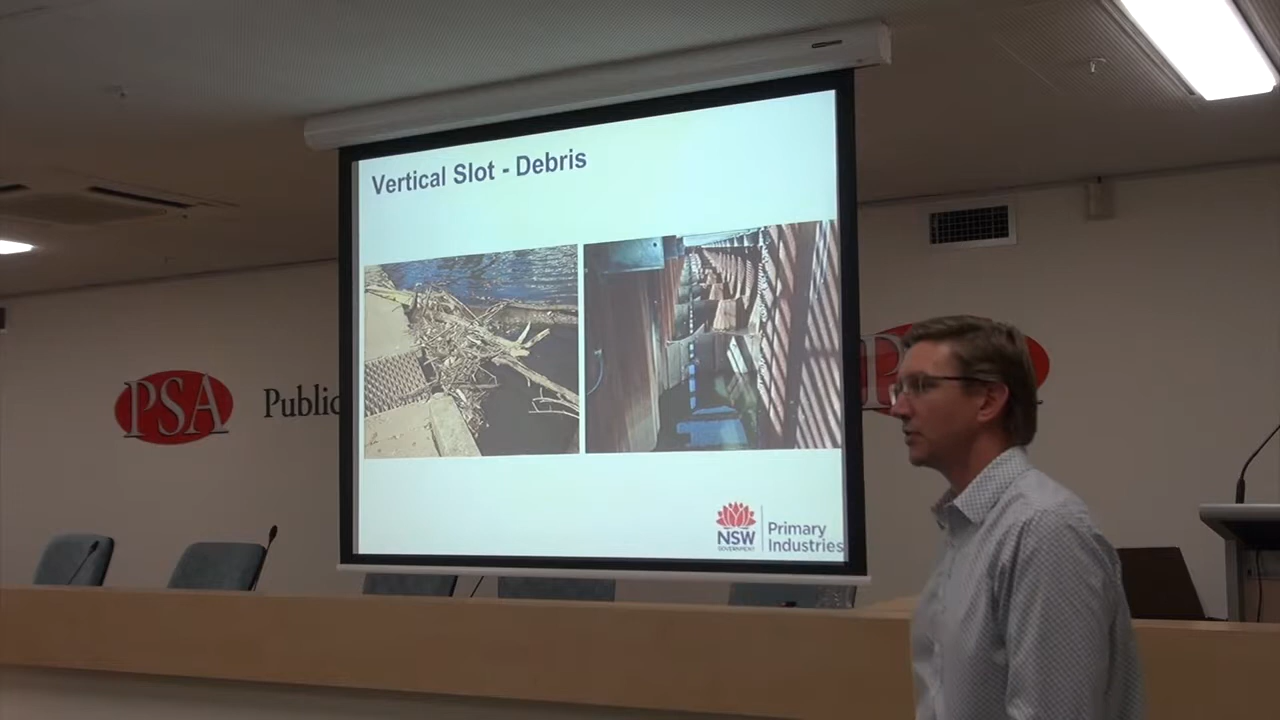 Vertical Slot - Debris
PSA
Public
NSW
GOVERNMENT
Primary
Industries